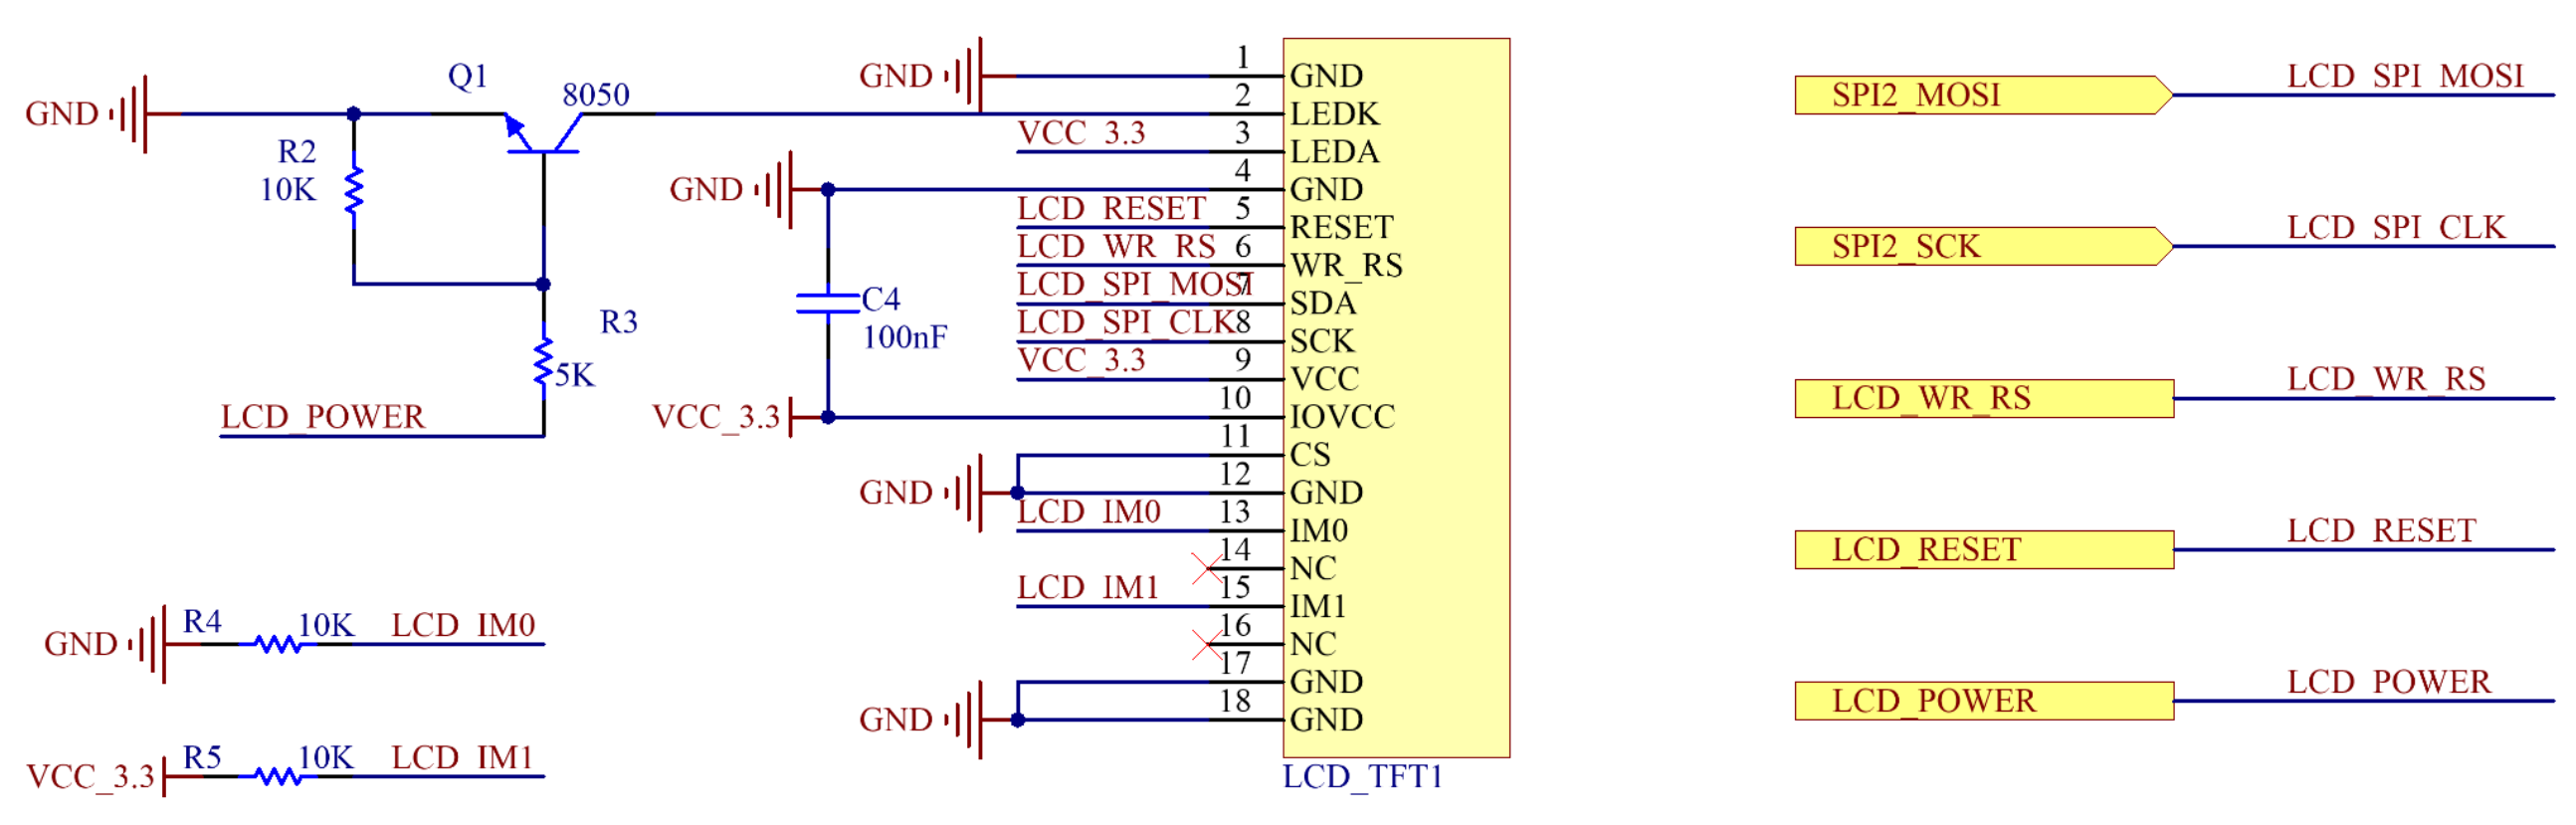 GND
Q1
8050
R2
10K
R3
5K
LCD_POWER
GND
R4
10K
LCD_IM0
VCC_3.3
R5
10K
LCD_IM1
GND
1
GND
2
LEDK
VCC_3.3
3
LEDA
GND
4
GND
LCD_RESET
5
RESET
LCD_WR_RS
6
WR_RS
LCD_SPI_MOSI
7
SDA
LCD_SPI_CLK
8
SCK
VCC_3.3
9
VCC
C4
100nF
VCC_3.3
10
IOVCC
11
CS
GND
12
GND
LCD_IM0
13
IM0
14
NC
LCD_IM1
15
IM1
16
NC
17
GND
GND
18
GND
LCD_TFT1
SPI2_MOSI
LCD_SPI_MOSI
SPI2_SCK
LCD_SPI_CLK
LCD_WR_RS
LCD_WR_RS
LCD_RESET
LCD_RESET
LCD_POWER
LCD_POWER